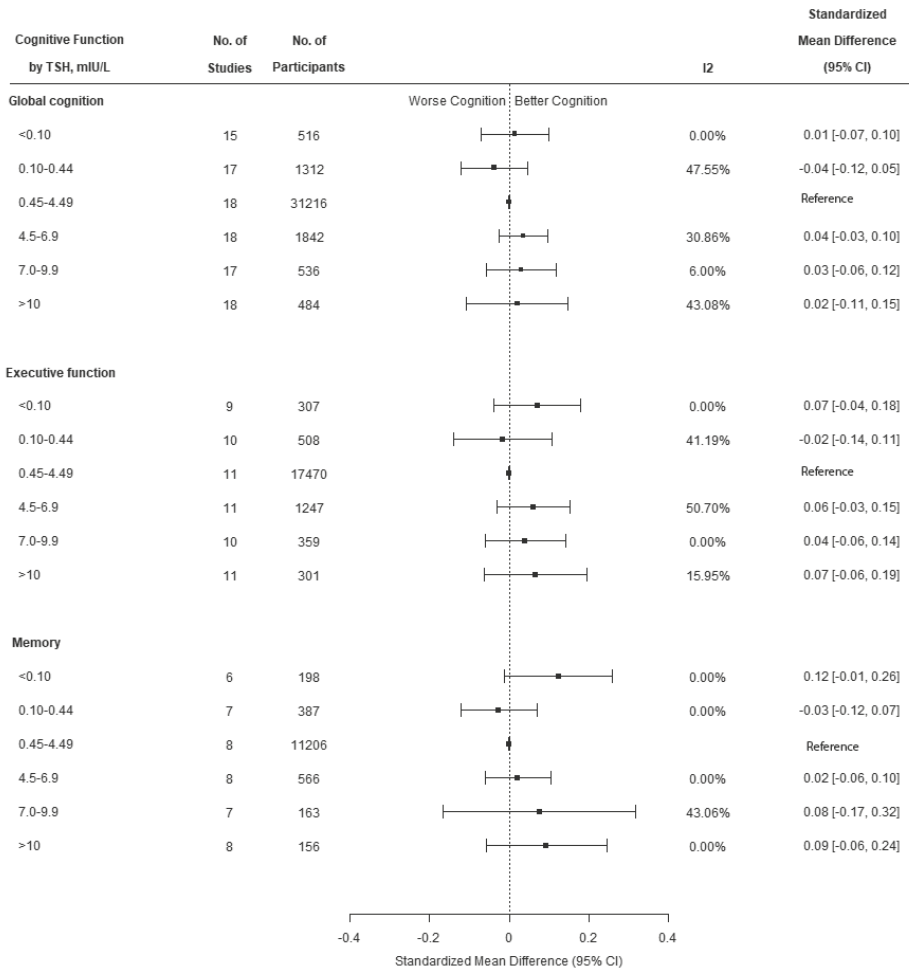 Standardized
Cognitive Function No. of No. of Mean Difference
by TSH, mIU/L Studies Participants I2 (95% CI)
Global cognition Worse Cognition Better Cognition
<0.10 15 516 0.00% 0.01 [-0.07, 0.10]
0.10-0.44 17 1312 47.55% -0.04 [-0.12, 0.05]
0.45-4.49 18 31216 Reference
4.5-6.9 18 1842 30.86% 0.04 [-0.03, 0.10]
7.0-9.9 17 536 6.00% 0.03 [-0.06, 0.12]
>10 18 484 43.08% 0.02 [-0.11, 0.15]
Executive function
<0.10 9 307 0.00% 0.07 [-0.04, 0.18]
0.10-0.44 10 508 41.19% -0.02 [-0.14, 0.11]
0.45-4.49 11 17470 Reference
4.5-6.9 11 1247 50.70% 0.06 [-0.03, 0.15]
7.0-9.9 10 359 0.00% 0.04 [-0.06, 0.14]
>10 11 301 15.95% 0.07 [-0.06, 0.19]
Memory
<0.10 6 198 0.00% 0.12 [-0.01, 0.26]
0.10-0.44 7 387 0.00% -0.03 [-0.12, 0.07]
0.45-4.49 8 11206 Reference
4.5-6.9 8 566 0.00% 0.02 [-0.06, 0.10]
7.0-9.9 7 163 43.06% 0.08 [-0.17, 0.32]
>10 8 156 0.00% 0.09 [-0.06, 0.24]
-0.4 -0.2 0 0.2 0.4
Standardized Mean Difference (95% CI)